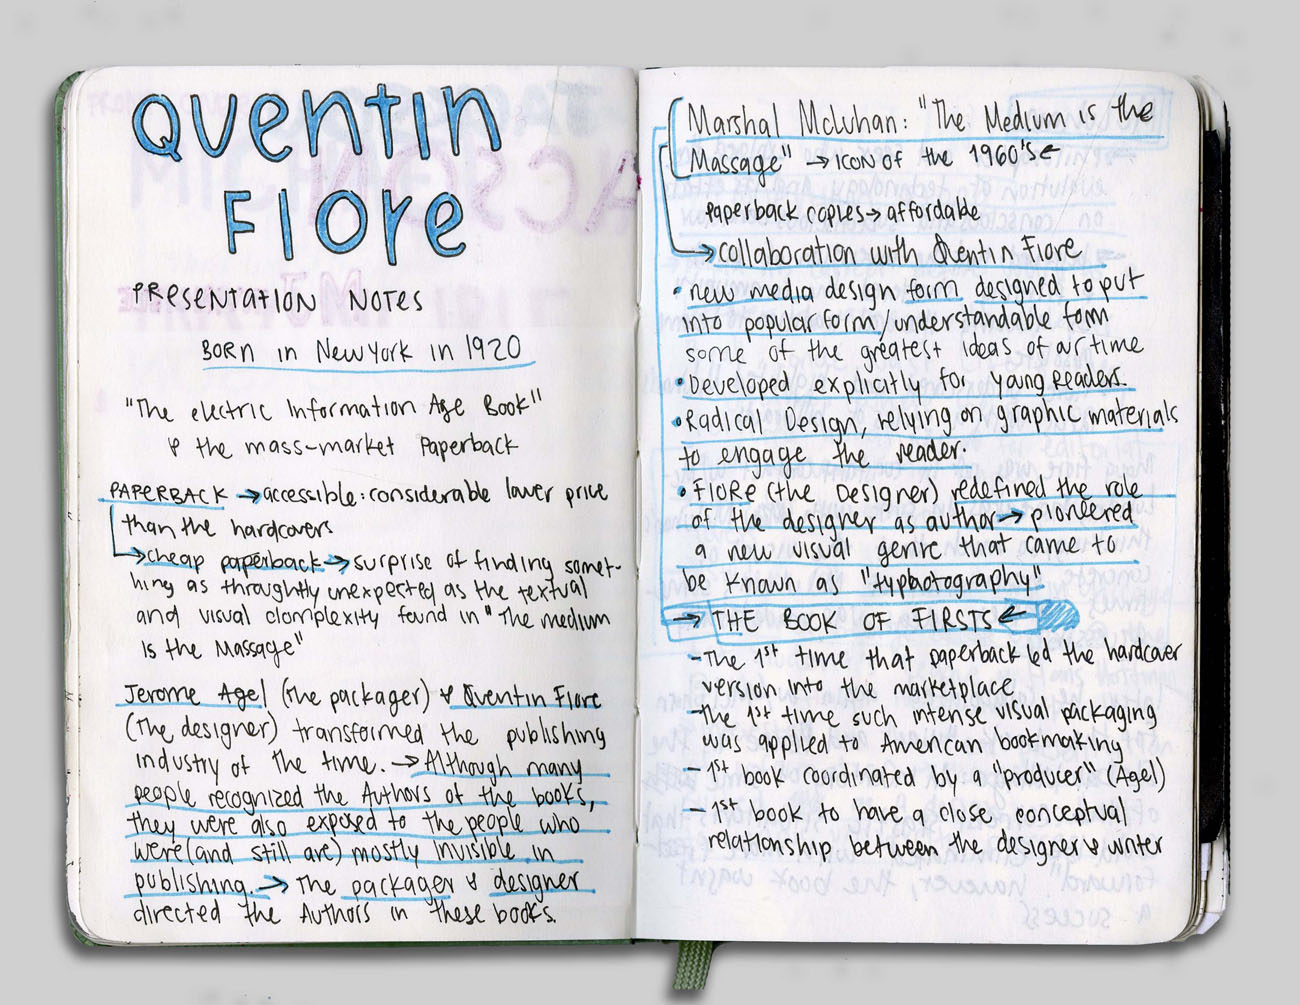 QUENTIN
FIORE
PRESENTATION NOTES
BORN in New York in 1920
"The electric Information Age Book"
& the mass-market Paperback
PAPERBACK → accessible: considerable lower price
than the hardcovers
→ cheap paperback → surprise of finding somet-
hing as throughtly unexpected as the textual
and visual clomplexity found in "The medium
is the Massage"
Jerome Agel (The packager) & Quentin Fiore
(The designer) transformed the publishing
industry of the time. → Although many
people recognized the Authors of the books,
they were also exposed to the people who
were (and still are) mostly invisible in
publishing. → The packager & designer
directed the Authors in these books.
Marshal McLuhan: "The Medium is the
Massage" → ICON of the 1960's ←
paperback copies → affordable
→ collaboration with Quentin Fiore
• new media design form designed to put
into popular form/understandable form
some of the greatest ideas of our time
• Developed explicitly for young Readers.
• Radical Design, relying on graphic materials
to engage the reader.
• FIORE (the Designer) redefined the role
of the designer as author → pioneered
a new visual genre that came to
be known as "typhotography"
→ THE BOOK OF FIRSTS ←
- The 1st time that paperback led the hardcover
version into the marketplace
- The 1st time such intense visual packaging
was applied to American bookmaking
- 1st book coordinated by a "producer" (Agel)
- 1st book to have a close conceptual
relationship between the designer & writer